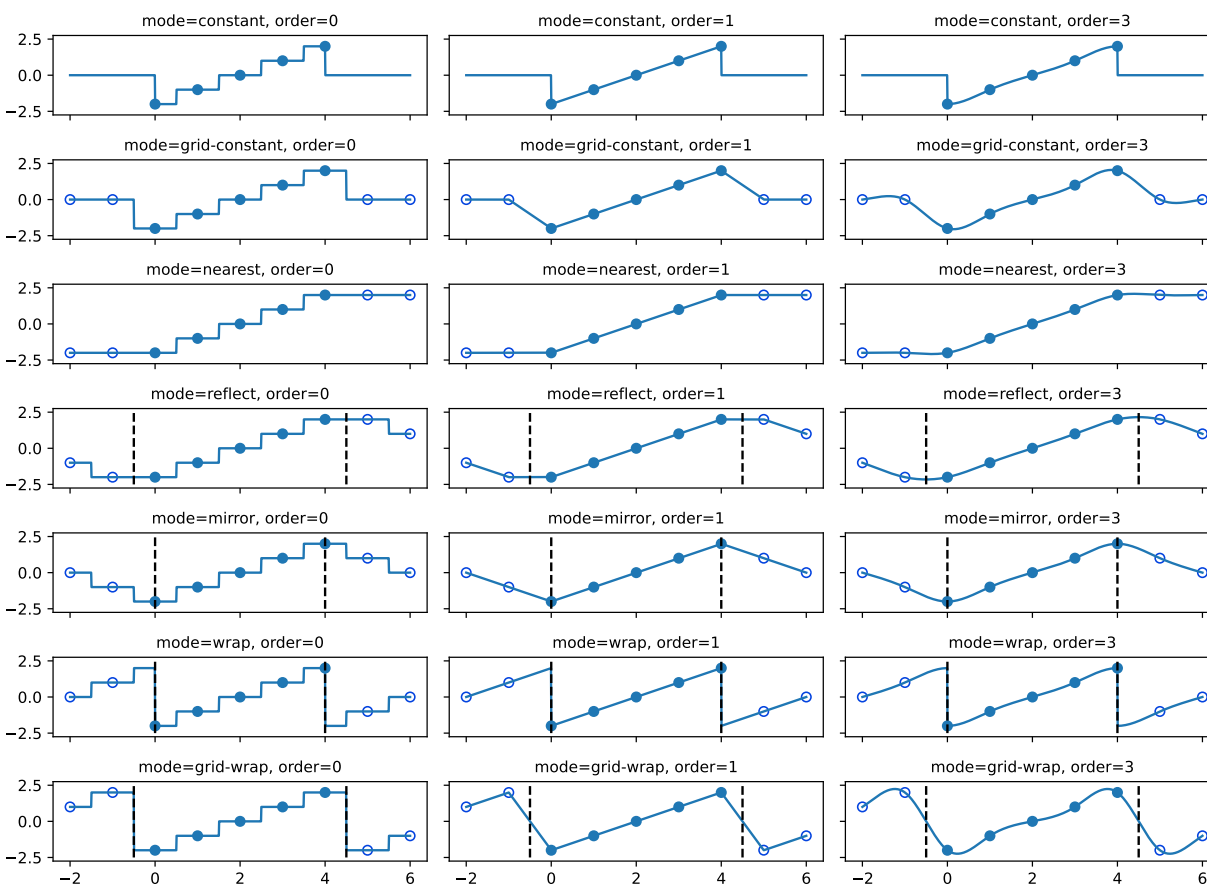 mode=constant, order=0 mode=constant, order=1 mode=constant, order=3
2.5
0.0
−2.5
mode=grid-constant, order=0 mode=grid-constant, order=1 mode=grid-constant, order=3
2.5
0.0
−2.5
mode=nearest, order=0 mode=nearest, order=1 mode=nearest, order=3
2.5
0.0
−2.5
mode=reflect, order=0 mode=reflect, order=1 mode=reflect, order=3
2.5
0.0
−2.5
mode=mirror, order=0 mode=mirror, order=1 mode=mirror, order=3
2.5
0.0
−2.5
mode=wrap, order=0 mode=wrap, order=1 mode=wrap, order=3
2.5
0.0
−2.5
mode=grid-wrap, order=0 mode=grid-wrap, order=1 mode=grid-wrap, order=3
2.5
0.0
−2.5
−2 0 2 4 6 −2 0 2 4 6 −2 0 2 4 6